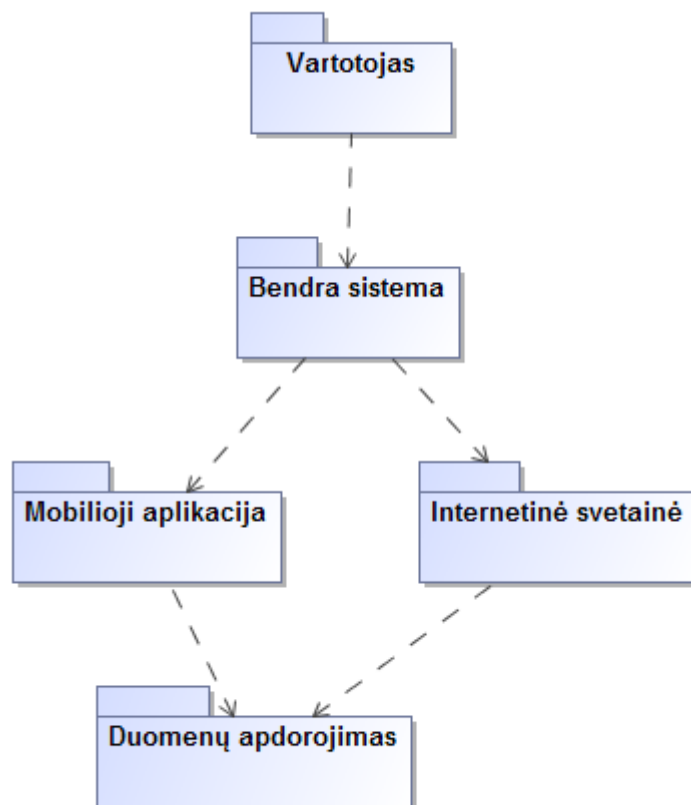 Vartotojas
Bendra sistema
Mobilioji aplikacija
Internetinė svetainė
Duomenų apdorojimas